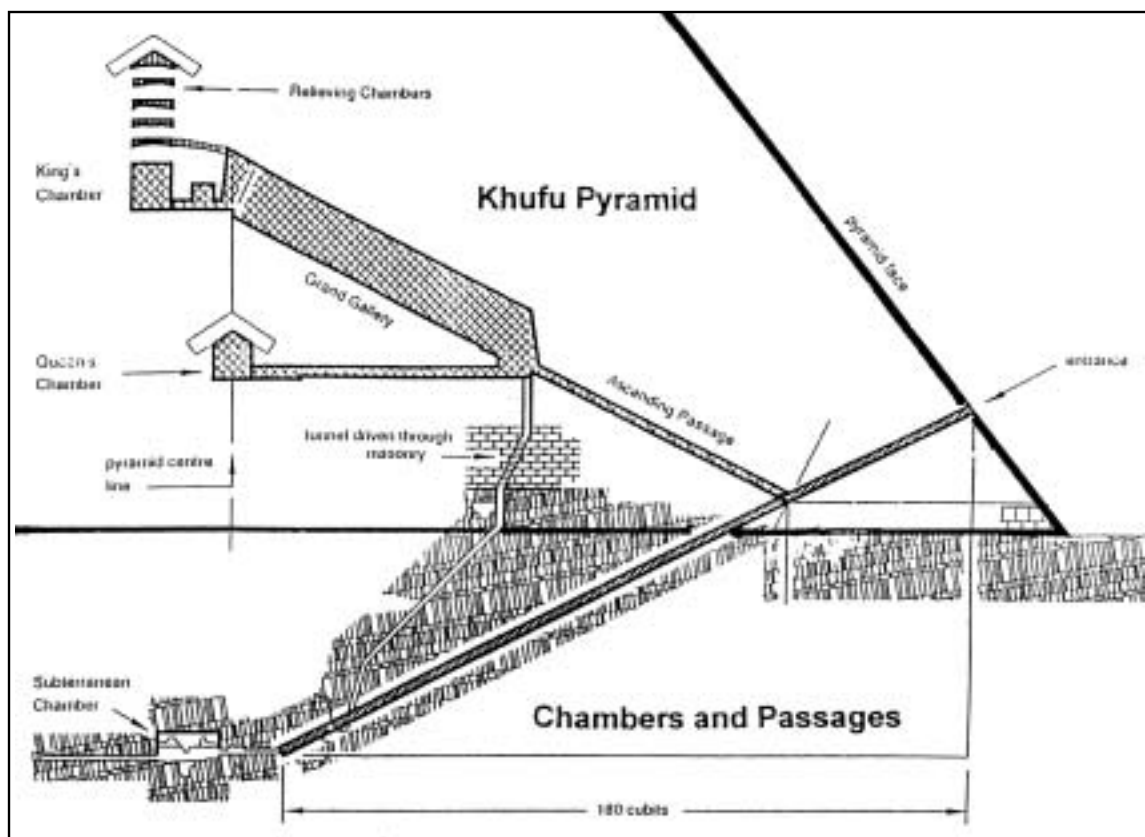 Relieving Chambers
King's
Chamber
Khufu Pyramid
pyramid face
Grand Gallery
Queen's
Chamber
entrance
Ascending Passage
tunnel driven through
masonry
pyramid centre
line
Subterranean
Chamber
Chambers and Passages
180 cubits